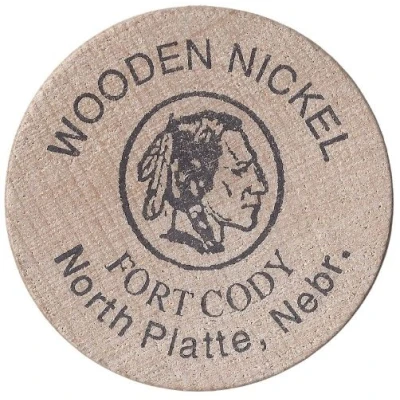 WOODEN NICKEL
FORT CODY
North Platte, Nebr.